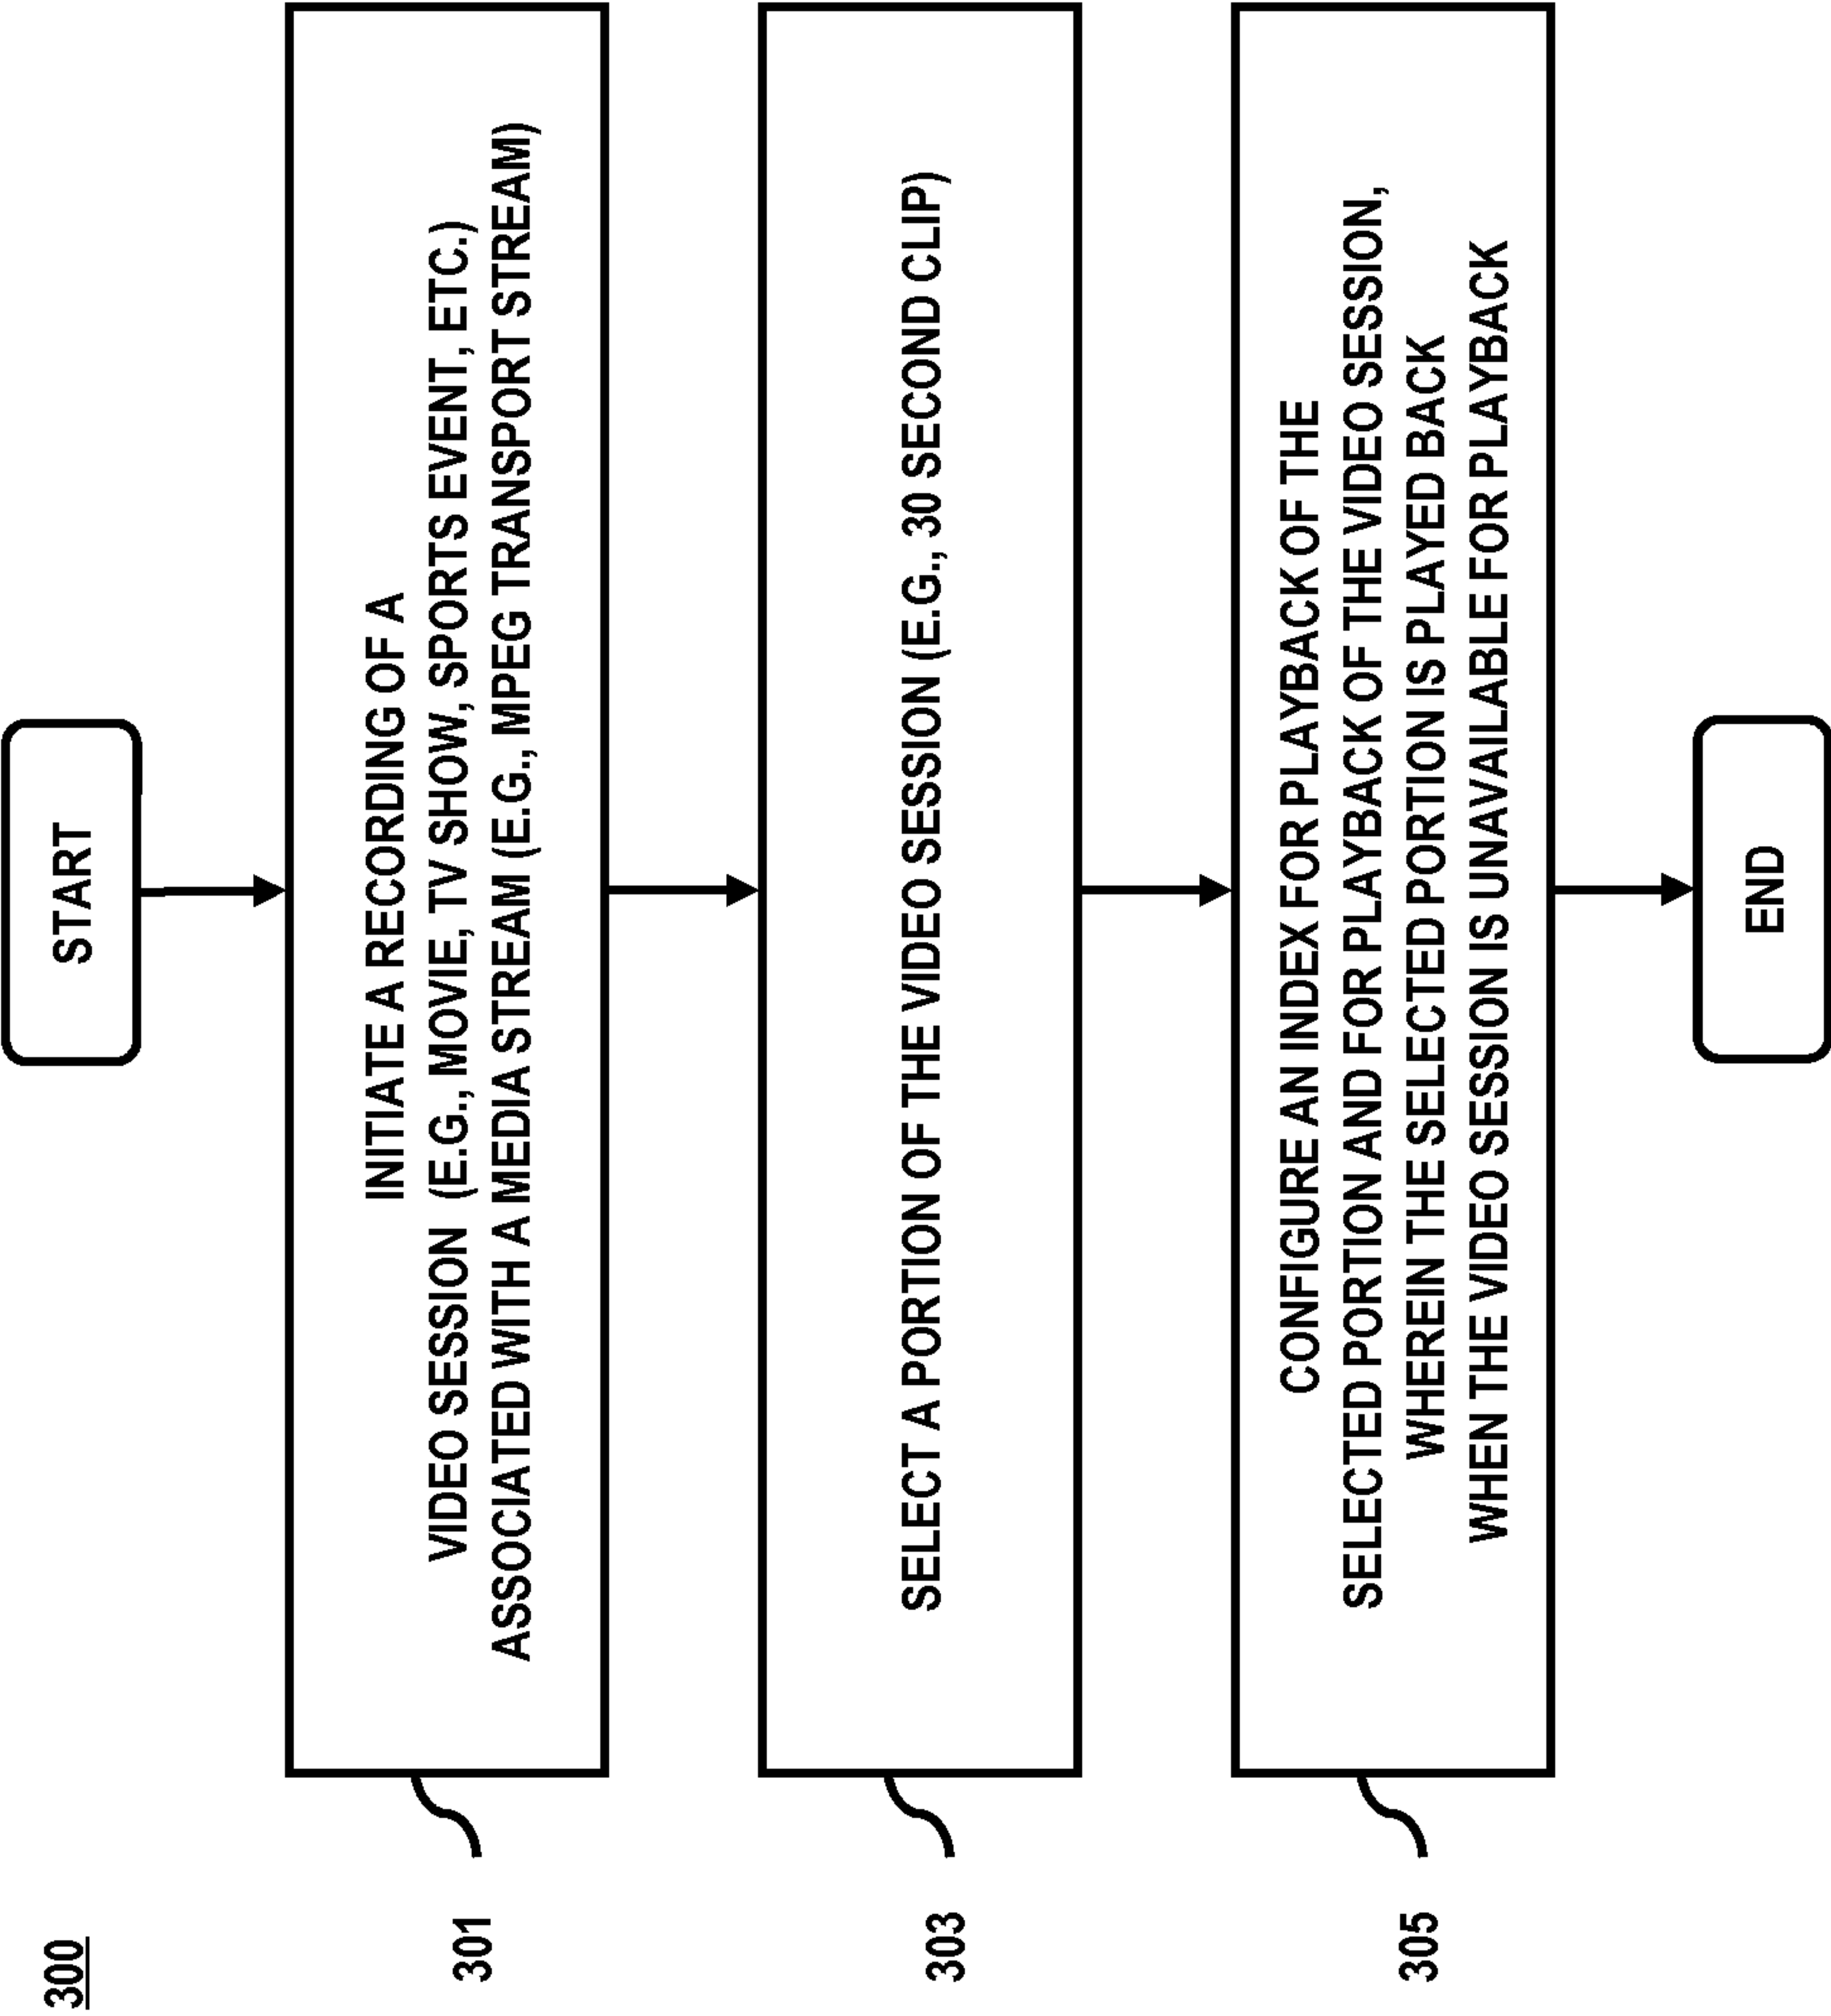 300
START
301
INITIATE A RECORDING OF A
VIDEO SESSION (E.G., MOVIE, TV SHOW, SPORTS EVENT, ETC.)
ASSOCIATED WITH A MEDIA STREAM (E.G., MPEG TRANSPORT STREAM)
303
SELECT A PORTION OF THE VIDEO SESSION (E.G., 30 SECOND CLIP)
305
CONFIGURE AN INDEX FOR PLAYBACK OF THE
SELECTED PORTION AND FOR PLAYBACK OF THE VIDEO SESSION,
WHEREIN THE SELECTED PORTION IS PLAYED BACK
WHEN THE VIDEO SESSION IS UNAVAILABLE FOR PLAYBACK
END